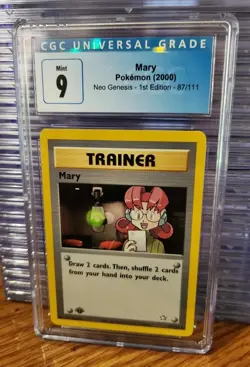 CGC UNIVERSAL GRADE
Mint
9
Mary
Pokémon (2000)
Neo Genesis - 1st Edition - 87/111
TRAINER
Mary
Draw 2 cards. Then, shuffle 2 cards
from your hand into your deck.